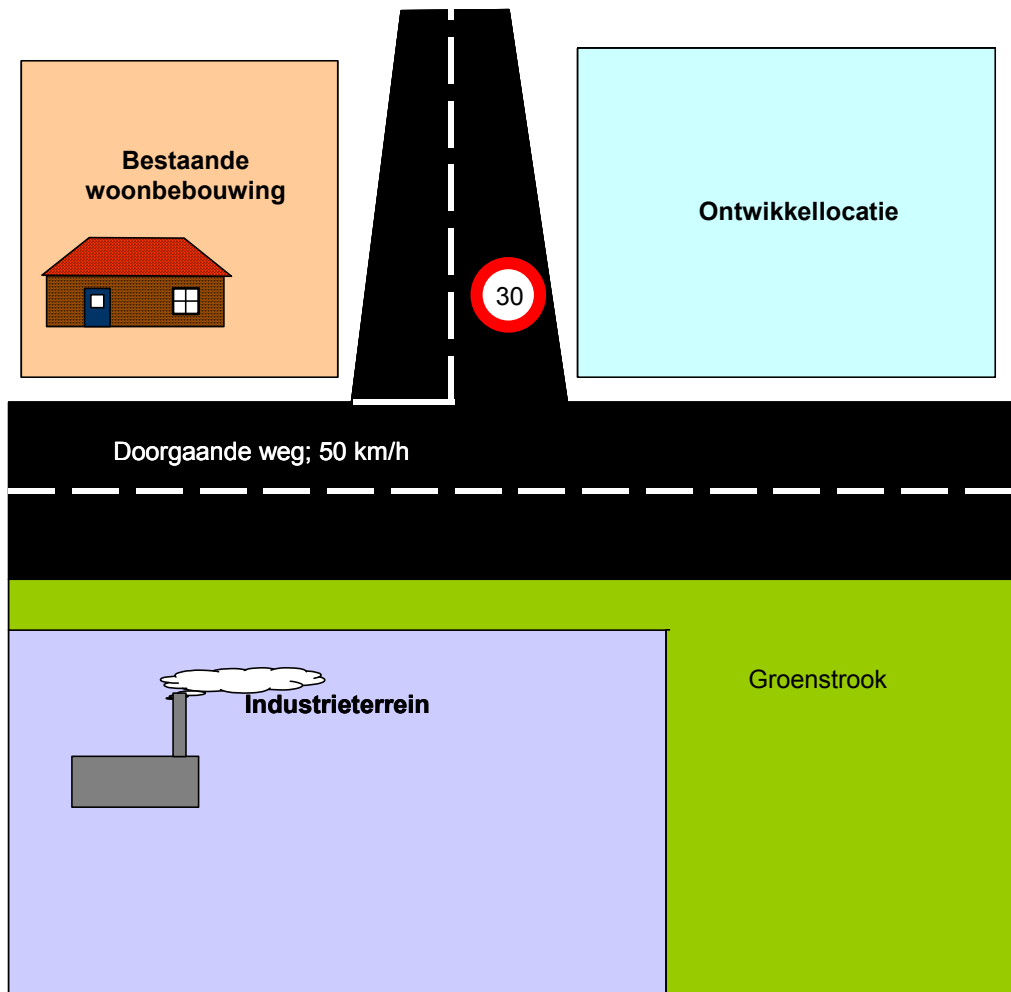 Bestaande
woonbebouwing
Ontwikkellocatie
30
Doorgaande weg; 50 km/h
Groenstrook
Industrieterrein